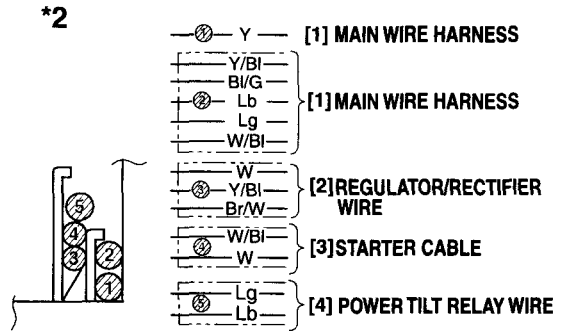 *2
① Y [1] MAIN WIRE HARNESS
Y/Bl
Bl/G
② Lb [1] MAIN WIRE HARNESS
Lg
W/Bl
W
③ Y/Bl [2] REGULATOR/RECTIFIER
Br/W WIRE
W/Bl
④ [3] STARTER CABLE
W
Lg
⑤ [4] POWER TILT RELAY WIRE
Lb
5
4
3 2
1